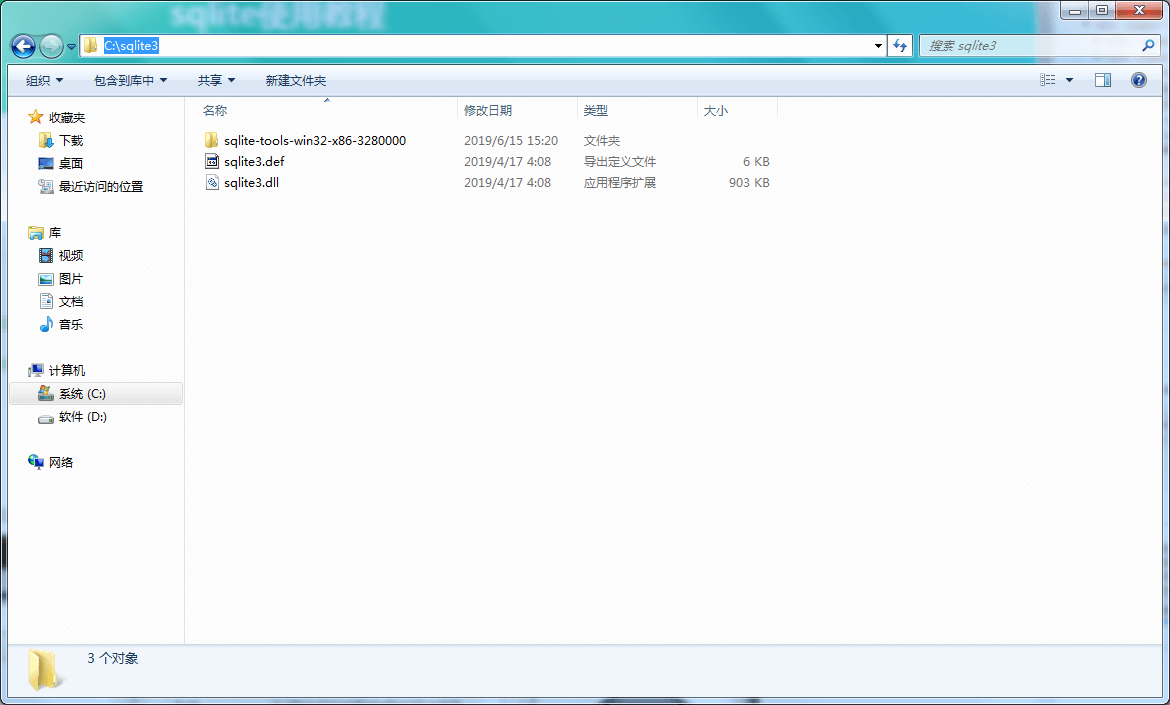 sqlite使用教程
C:\sqlite3
搜索 sqlite3
组织 包含到库中 共享 新建文件夹
收藏夹
下载
桌面
最近访问的位置
库
视频
图片
文档
音乐
计算机
系统 (C:)
软件 (D:)
网络
名称 修改日期 类型 大小
sqlite-tools-win32-x86-3280000 2019/6/15 15:20 文件夹
sqlite3.def 2019/4/17 4:08 导出定义文件 6 KB
sqlite3.dll 2019/4/17 4:08 应用程序扩展 903 KB
3 个对象